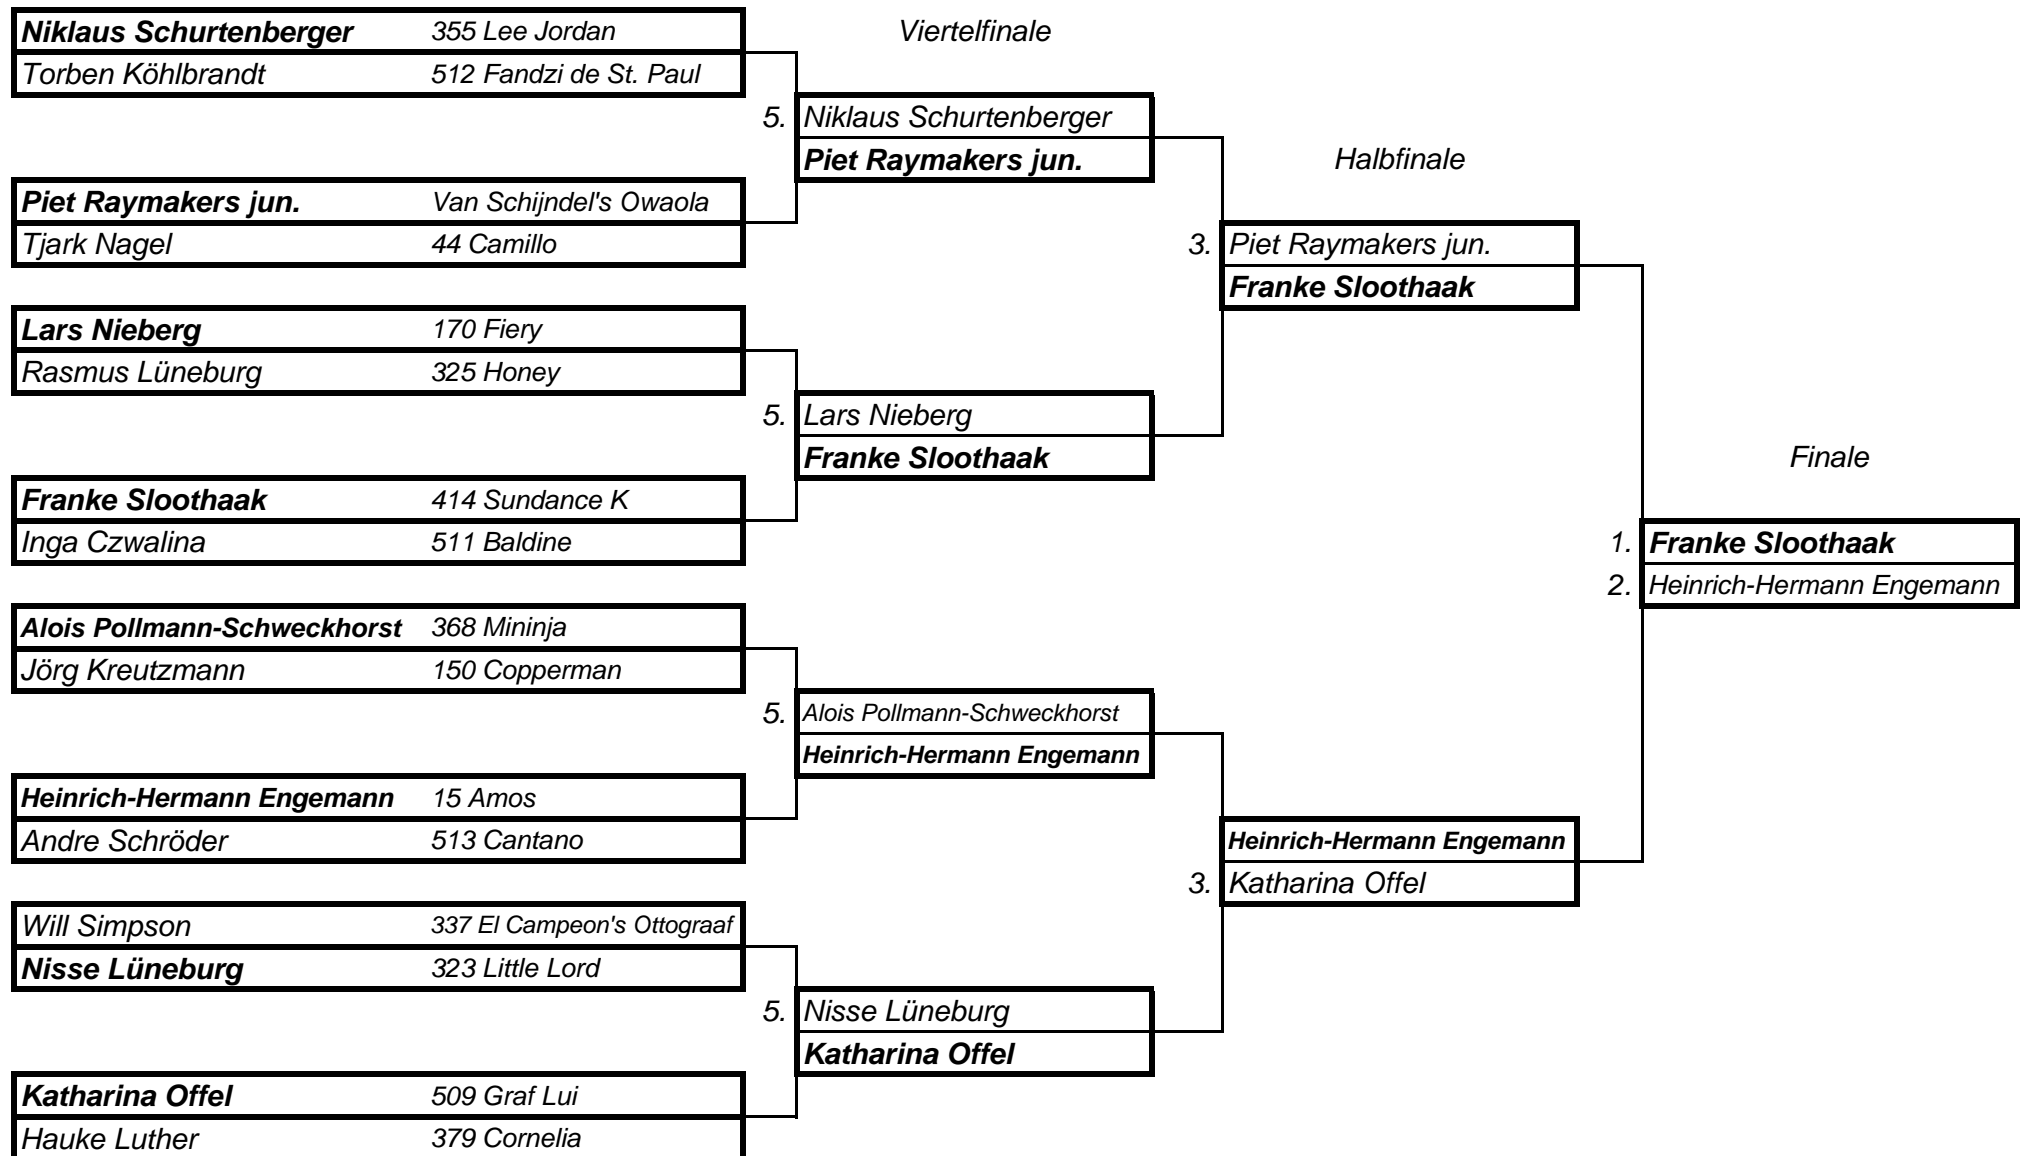 Niklaus Schurtenberger 355 Lee Jordan
Torben Köhlbrandt 512 Fandzi de St. Paul
Piet Raymakers jun. Van Schijndel's Owaola
Tjark Nagel 44 Camillo
Lars Nieberg 170 Fiery
Rasmus Lüneburg 325 Honey
Franke Sloothaak 414 Sundance K
Inga Czwalina 511 Baldine
Alois Pollmann-Schweckhorst 368 Mininja
Jörg Kreutzmann 150 Copperman
Heinrich-Hermann Engemann 15 Amos
Andre Schröder 513 Cantano
Will Simpson 337 El Campeon's Ottograaf
Nisse Lüneburg 323 Little Lord
Katharina Offel 509 Graf Lui
Hauke Luther 379 Cornelia
Viertelfinale
5. Niklaus Schurtenberger
Piet Raymakers jun.
5. Lars Nieberg
Franke Sloothaak
5. Alois Pollmann-Schweckhorst
Heinrich-Hermann Engemann
5. Nisse Lüneburg
Katharina Offel
Halbfinale
3. Piet Raymakers jun.
Franke Sloothaak
Heinrich-Hermann Engemann
3. Katharina Offel
Finale
1. Franke Sloothaak
2. Heinrich-Hermann Engemann